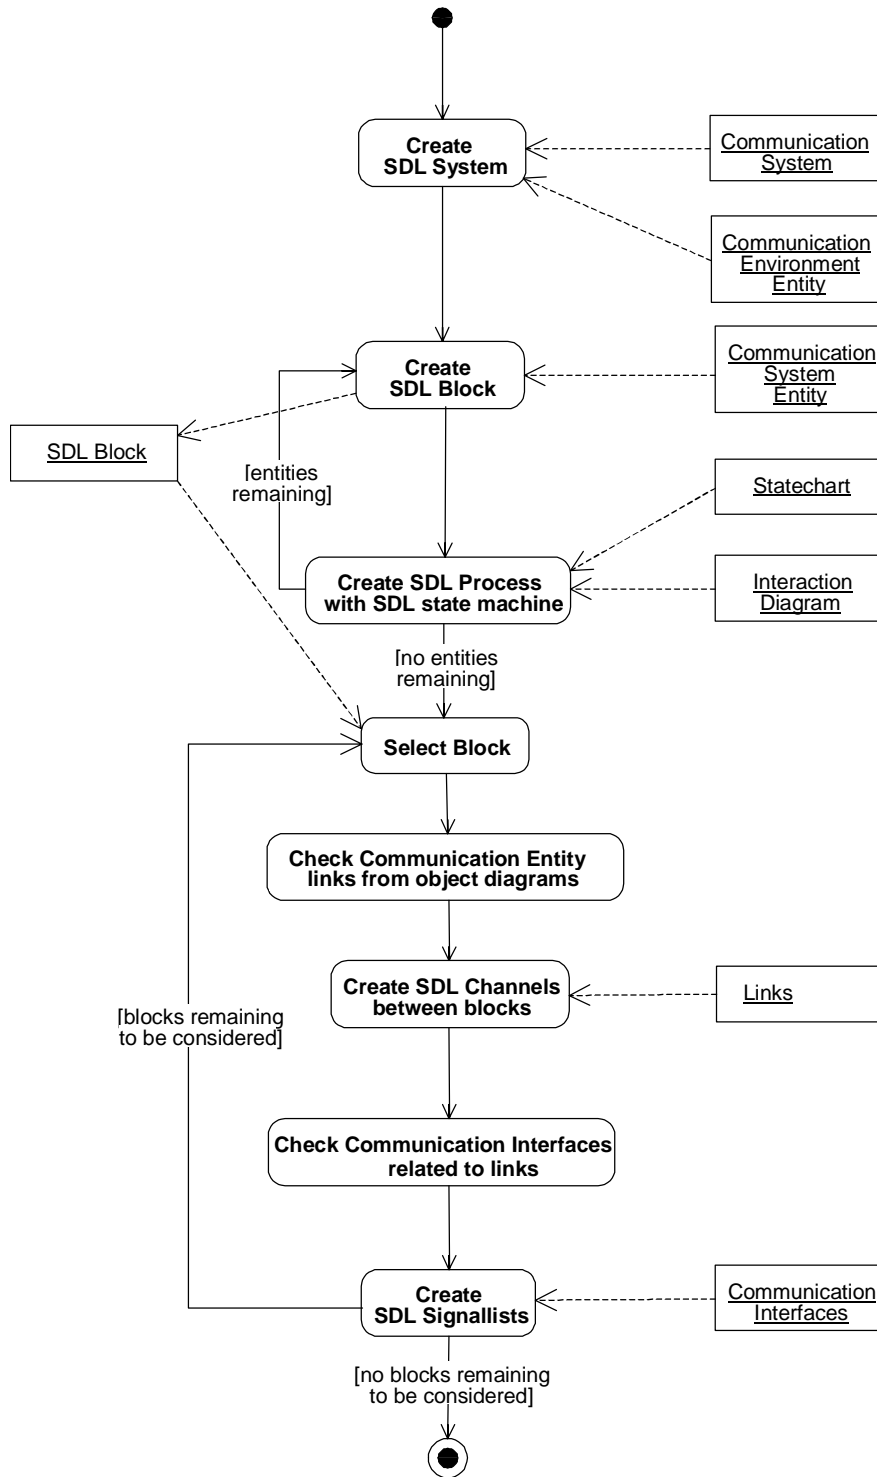 Create
SDL System
Communication
System
Communication
Environment
Entity
Create
SDL Block
Communication
System
Entity
SDL Block
[entities
remaining]
Statechart
Create SDL Process
with SDL state machine
Interaction
Diagram
[no entities
remaining]
Select Block
Check Communication Entity
links from object diagrams
Create SDL Channels
between blocks
Links
[blocks remaining
to be considered]
Check Communication Interfaces
related to links
Create
SDL Signallists
Communication
Interfaces
[no blocks remaining
to be considered]